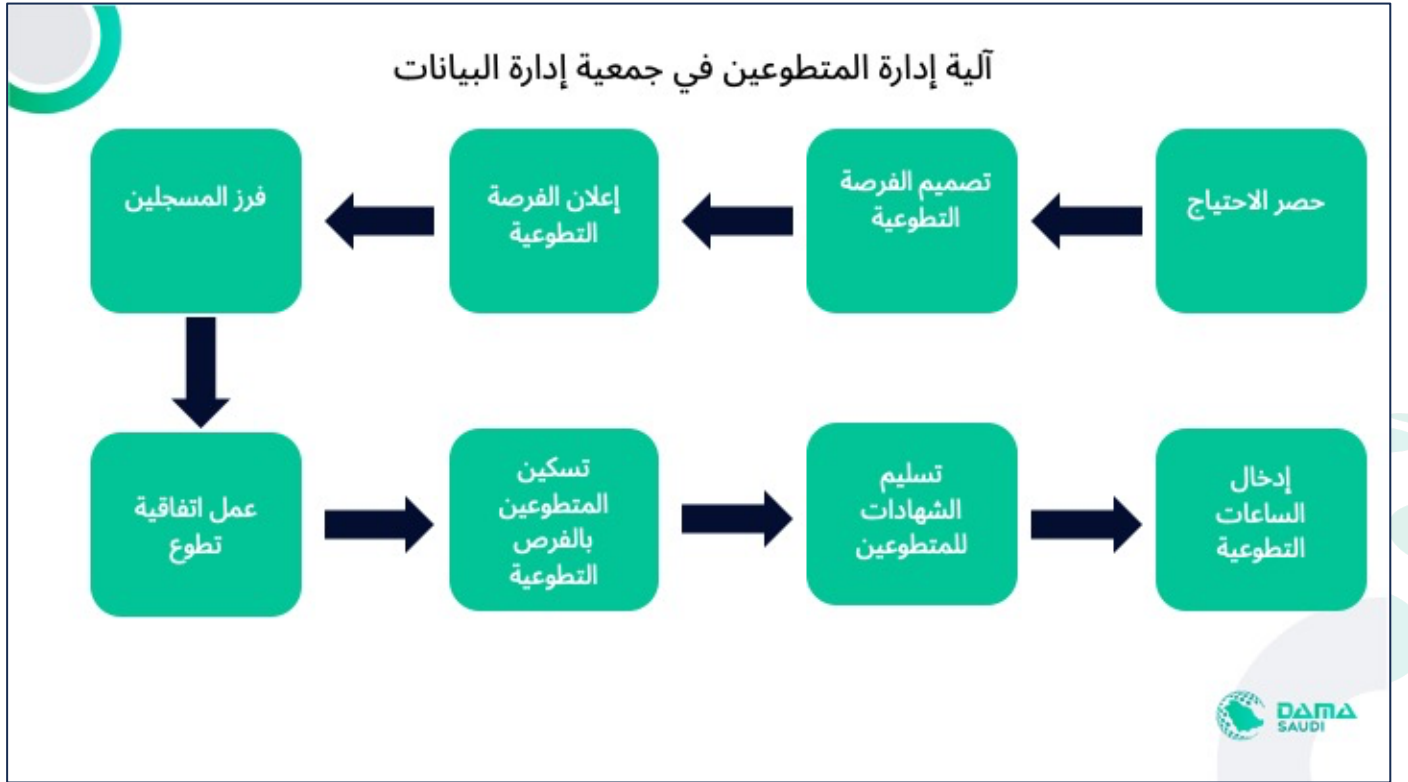 آلية إدارة المتطوعين في جمعية إدارة البيانات
حصر الاحتياج
تصميم الفرصة
التطوعية
إعلان الفرصة
التطوعية
فرز المسجلين
عمل اتفاقية
تطوع
تسكين
المتطوعين
بالفرص
التطوعية
تسليم
الشهادات
للمتطوعين
إدخال
الساعات
التطوعية
DAMA
SAUDI